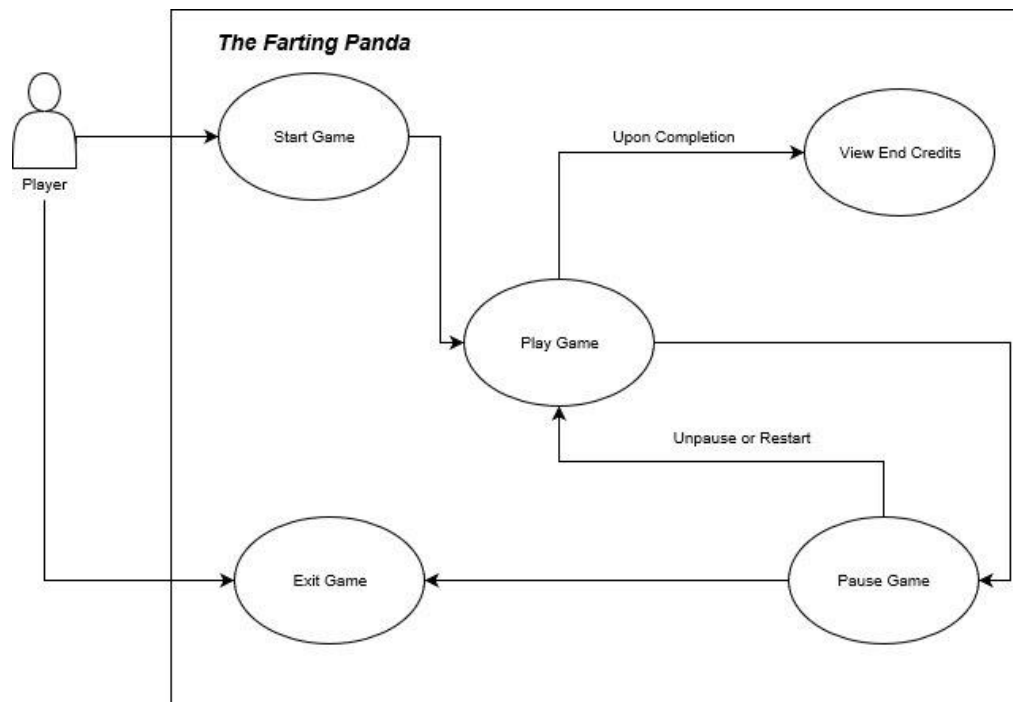 The Farting Panda
Player
Start Game
Upon Completion
View End Credits
Play Game
Unpause or Restart
Exit Game
Pause Game